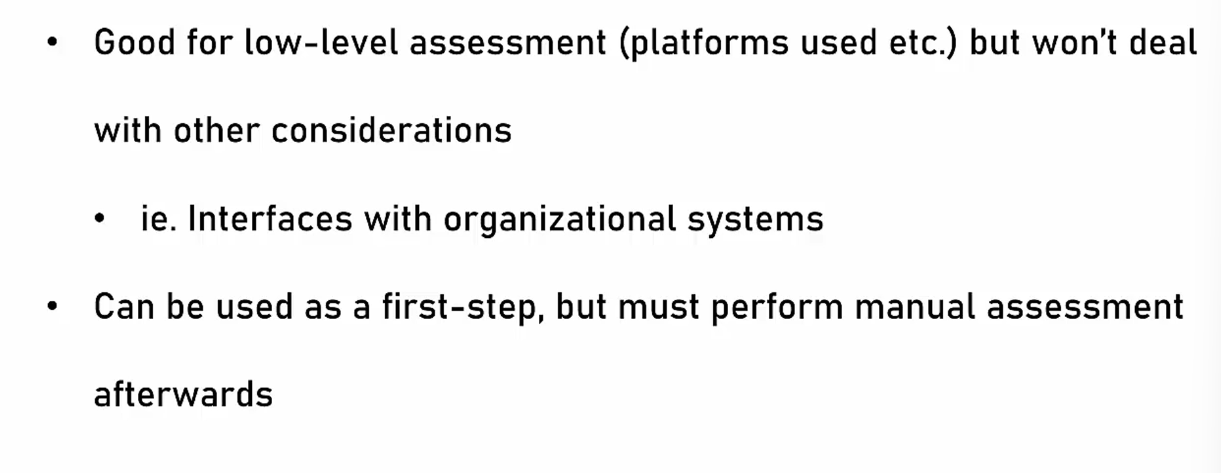 • Good for low-level assessment (platforms used etc.) but won't deal
with other considerations
• ie. Interfaces with organizational systems
• Can be used as a first-step, but must perform manual assessment
afterwards